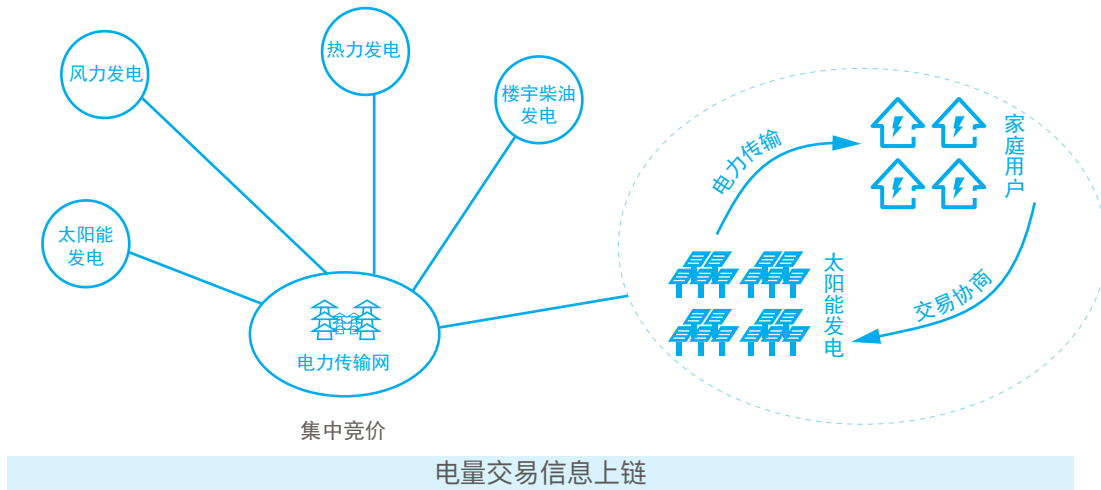 热力发电
风力发电
楼宇柴油
发电
太阳能
发电
电力传输网
集中竞价
电力传输
家庭用户
太阳能发电
交易协商
电量交易信息上链